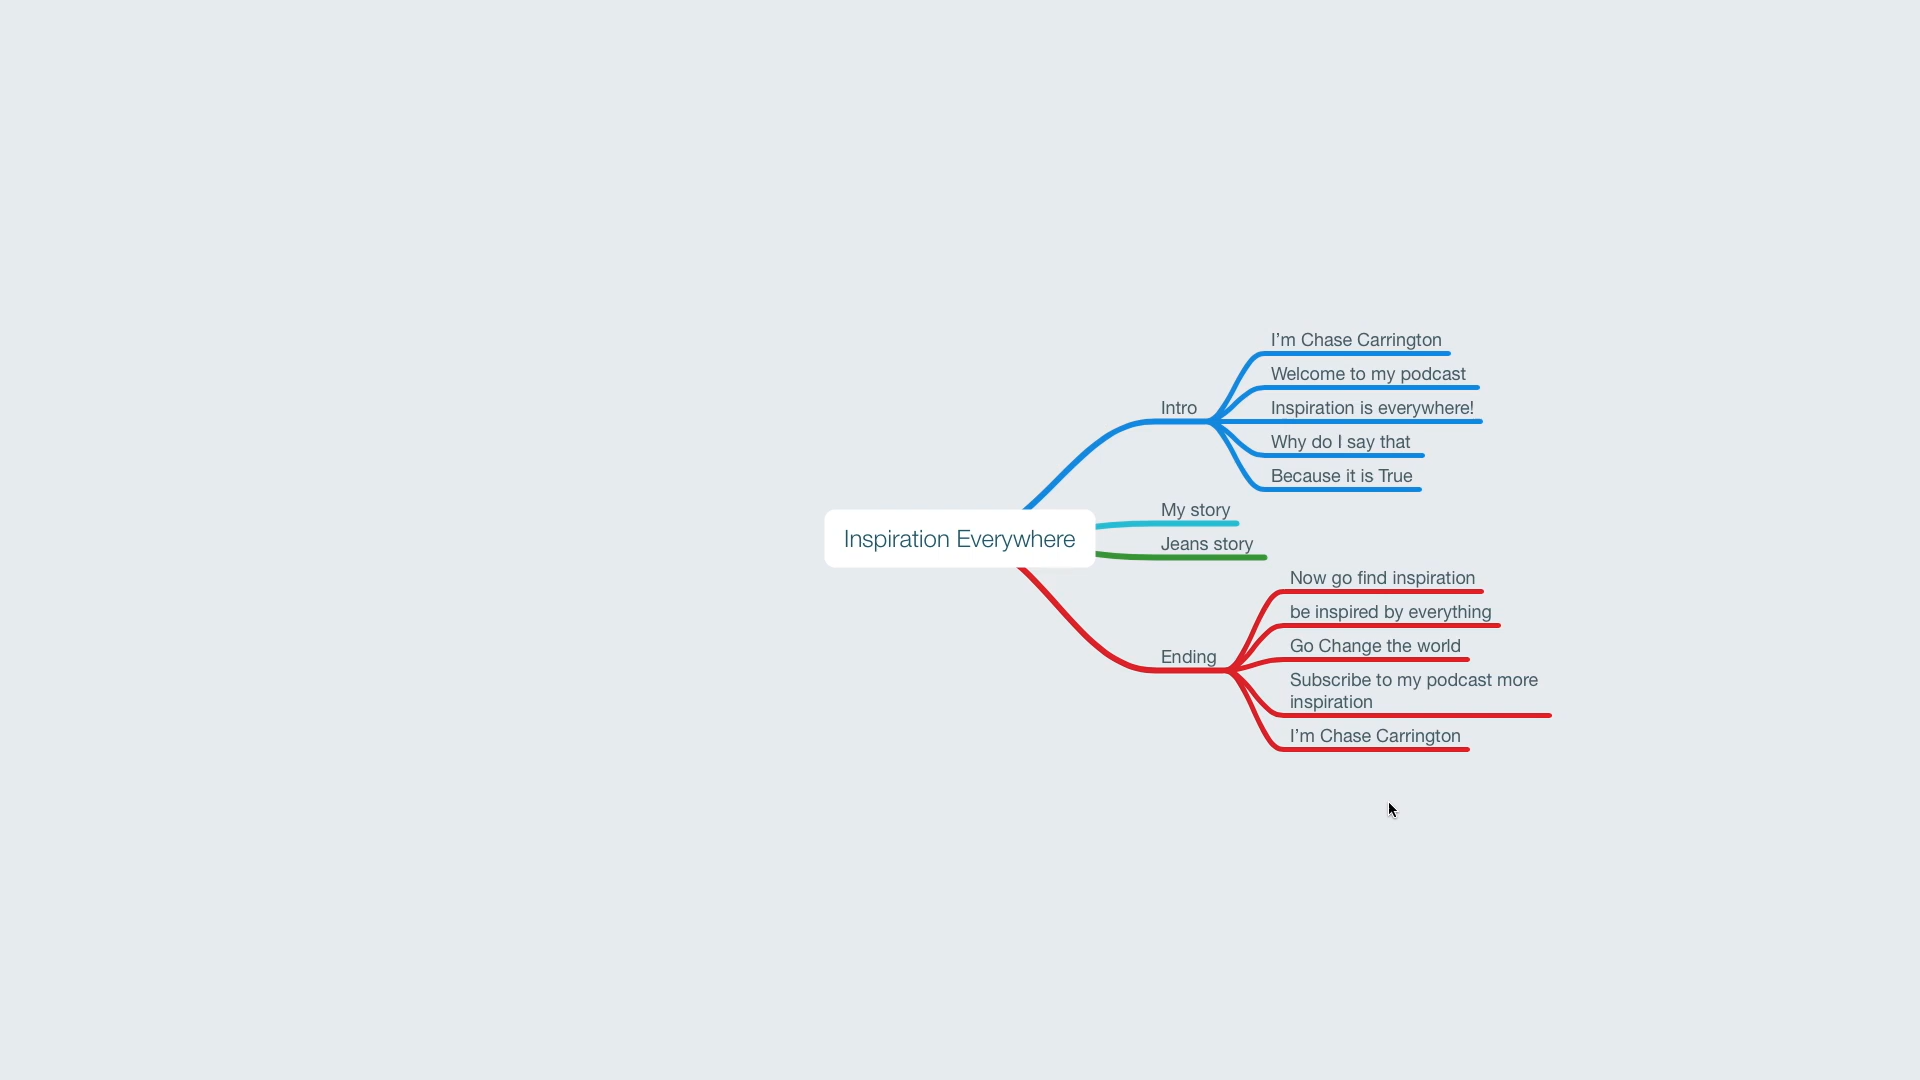 Inspiration Everywhere
Intro
I’m Chase Carrington
Welcome to my podcast
Inspiration is everywhere!
Why do I say that
Because it is True
My story
Jeans story
Ending
Now go find inspiration
be inspired by everything
Go Change the world
Subscribe to my podcast more
inspiration
I’m Chase Carrington